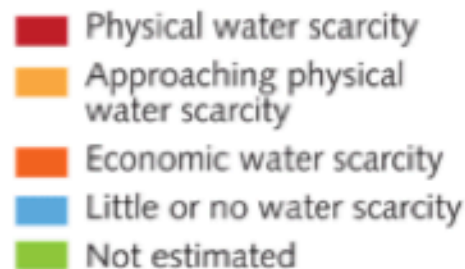 Physical water scarcity
Approaching physical
water scarcity
Economic water scarcity
Little or no water scarcity
Not estimated